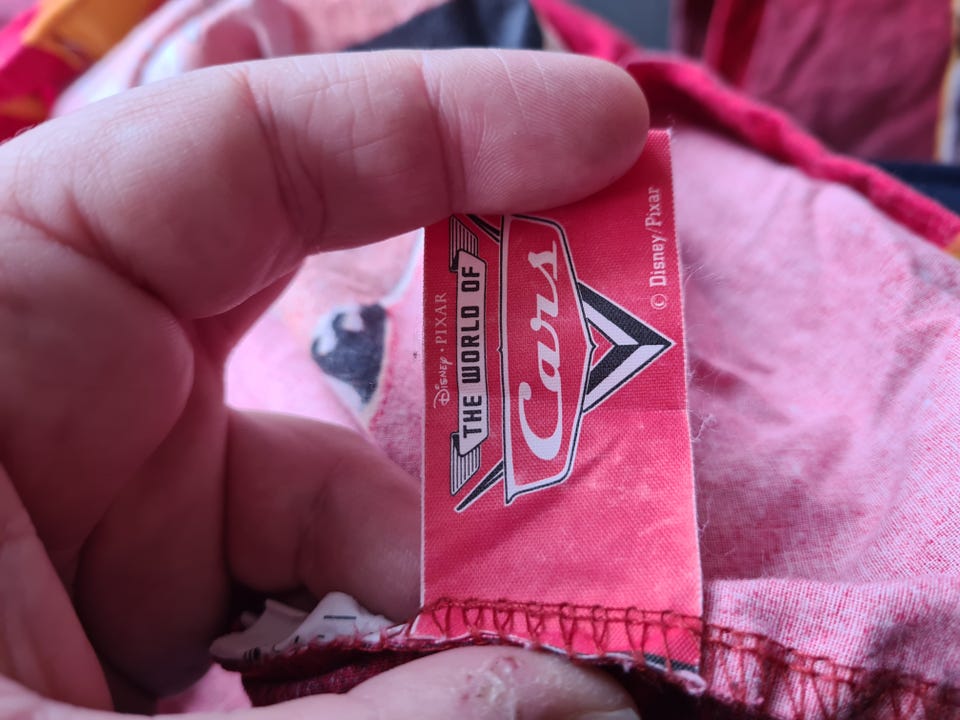 Disney · PIXAR
THE WORLD OF
Cars
© Disney/Pixar